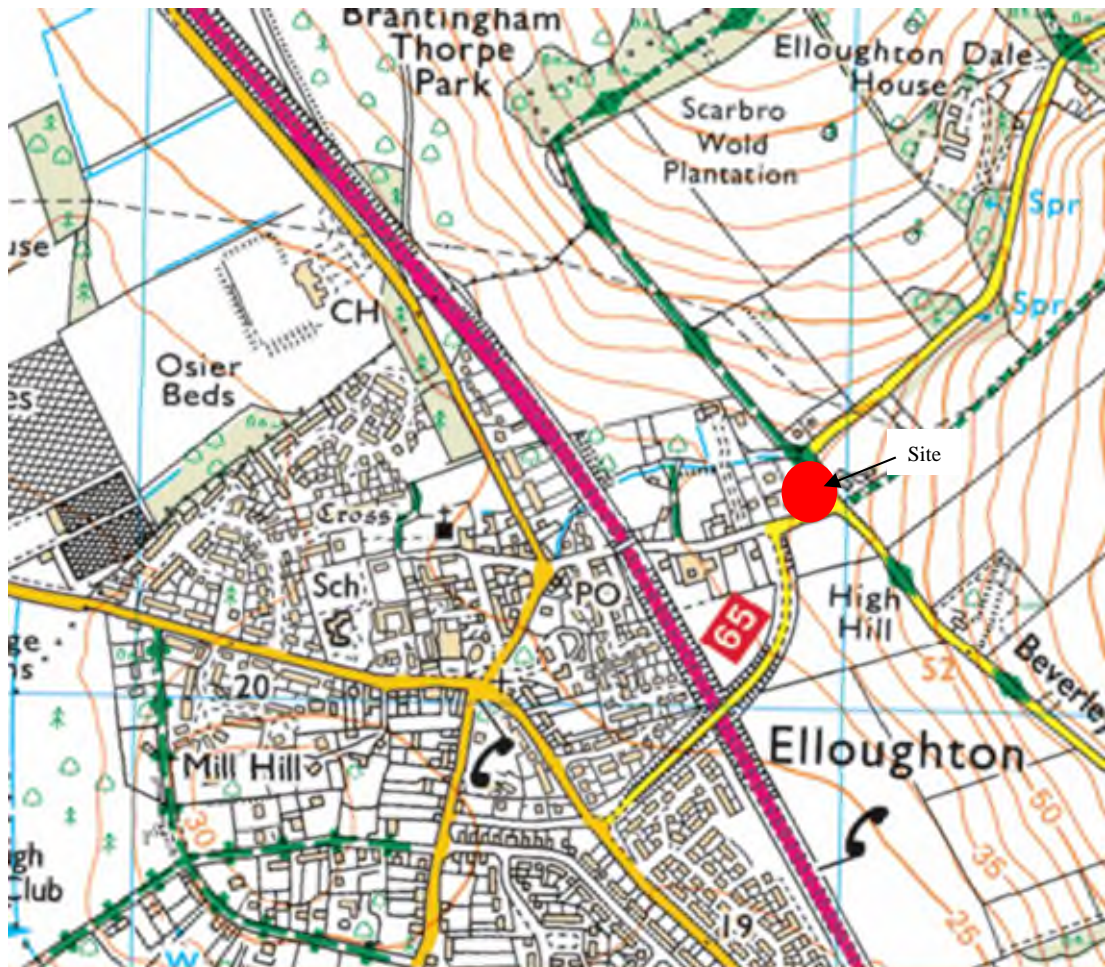 Brantingham
Thorpe
Park
Elloughton Dale
House
Scarbro
Wold
Plantation
Spr
use
CH
Spr
Osier
Beds
es
Site
Cross
Sch
PO
65
High
Hill
20
52
Beverley
Elloughton
Mill Hill
30
50
35
gh
Club
19
25
W